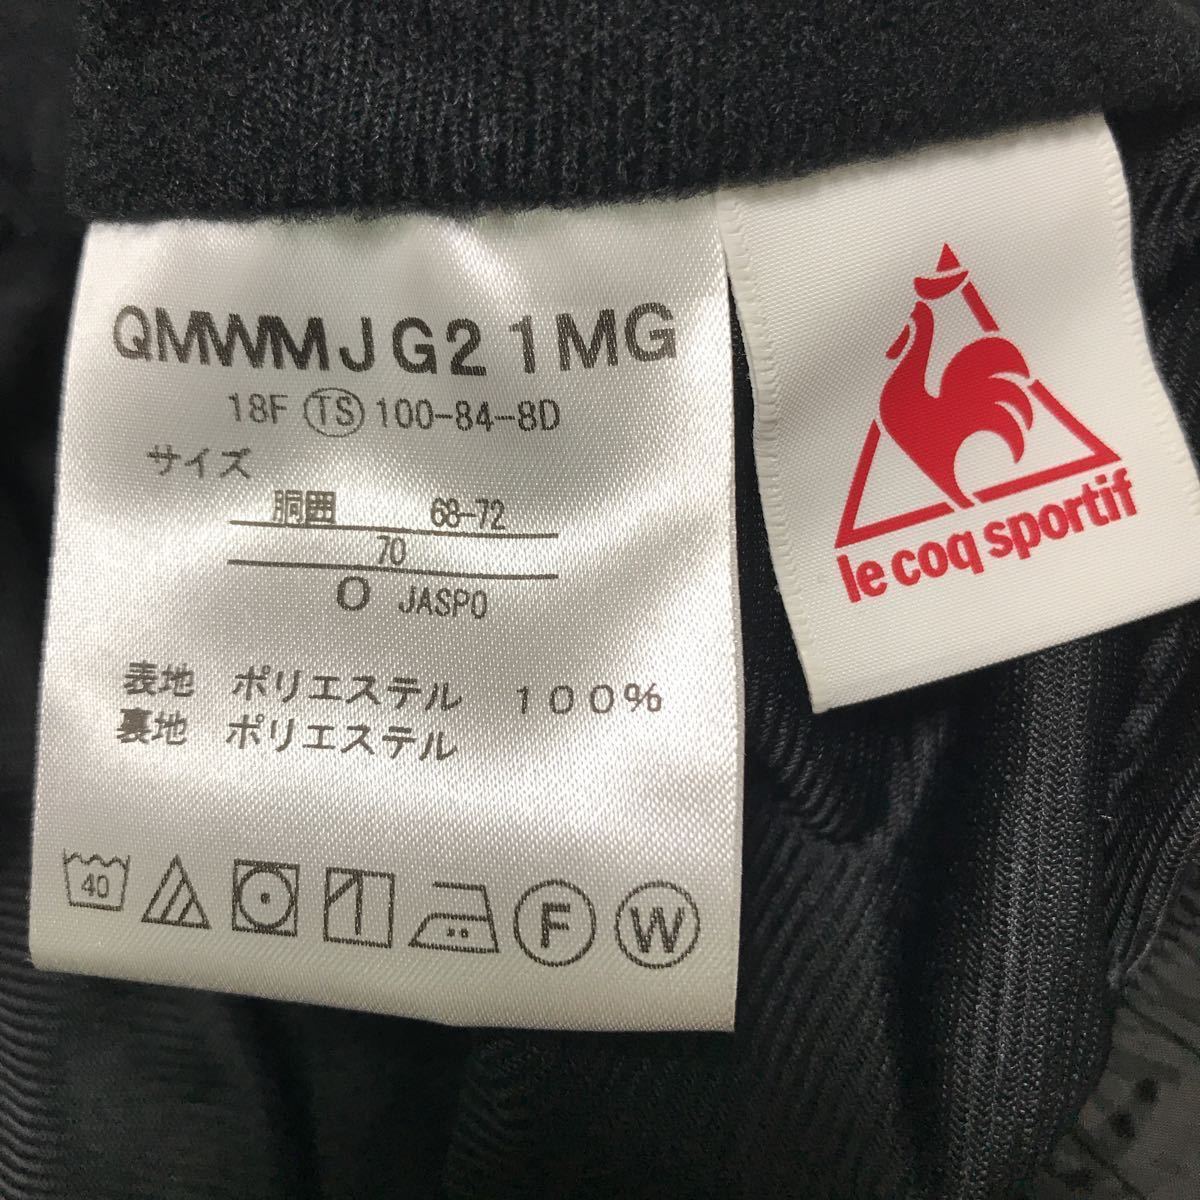 QMWMJG21MG
18F TS 100-84-8D
サイズ
胴囲 68-72
70
O JASPO
表地 ポリエステル 100%
裏地 ポリエステル
40
F W
le coq sportif